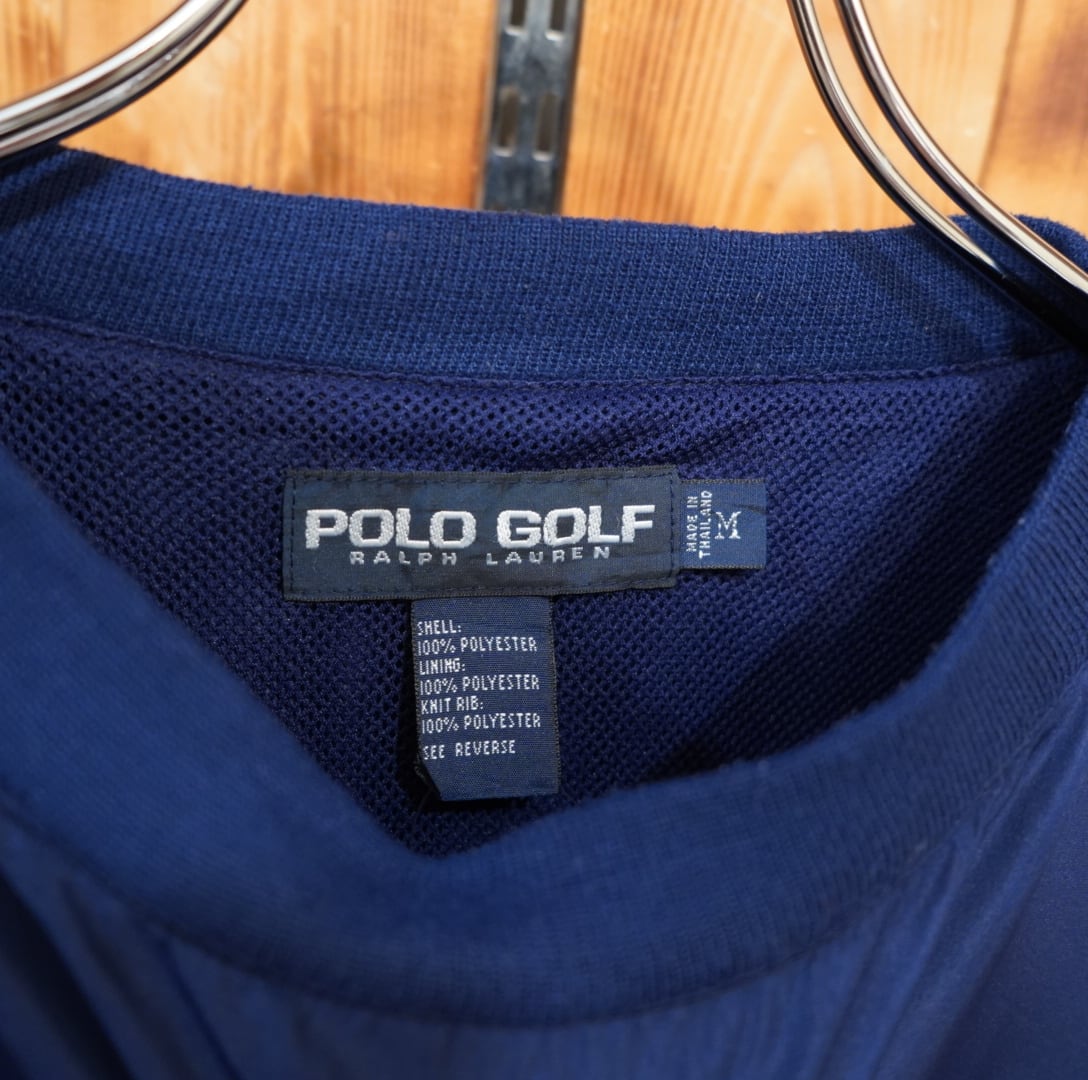 POLO GOLF
RALPH LAUREN
MADE IN
THAILAND
M
SHELL:
100% POLYESTER
LINING:
100% POLYESTER
KNIT RIB:
100% POLYESTER
SEE REVERSE